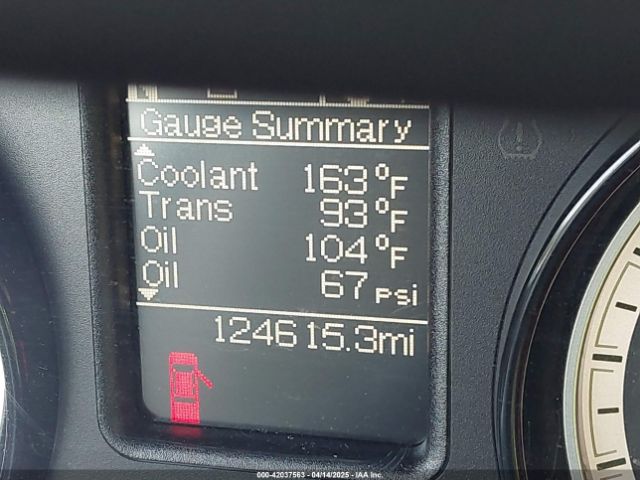 Gauge Summary
Coolant 163°F
Trans 93°F
Oil 104°F
Oil 67 PSI
124615.3mi
000-42037563 - 04/14/2025 - IAA Inc.